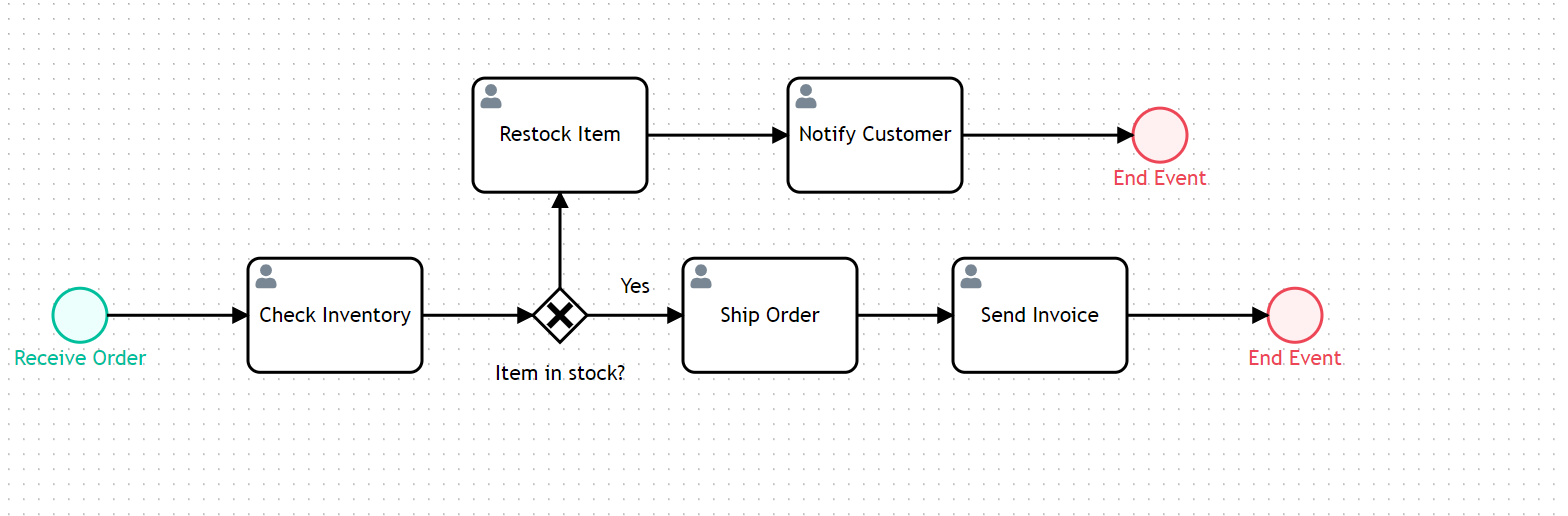 Restock Item
Notify Customer
End Event
Yes
Check Inventory
Ship Order
Send Invoice
Receive Order
Item in stock?
End Event